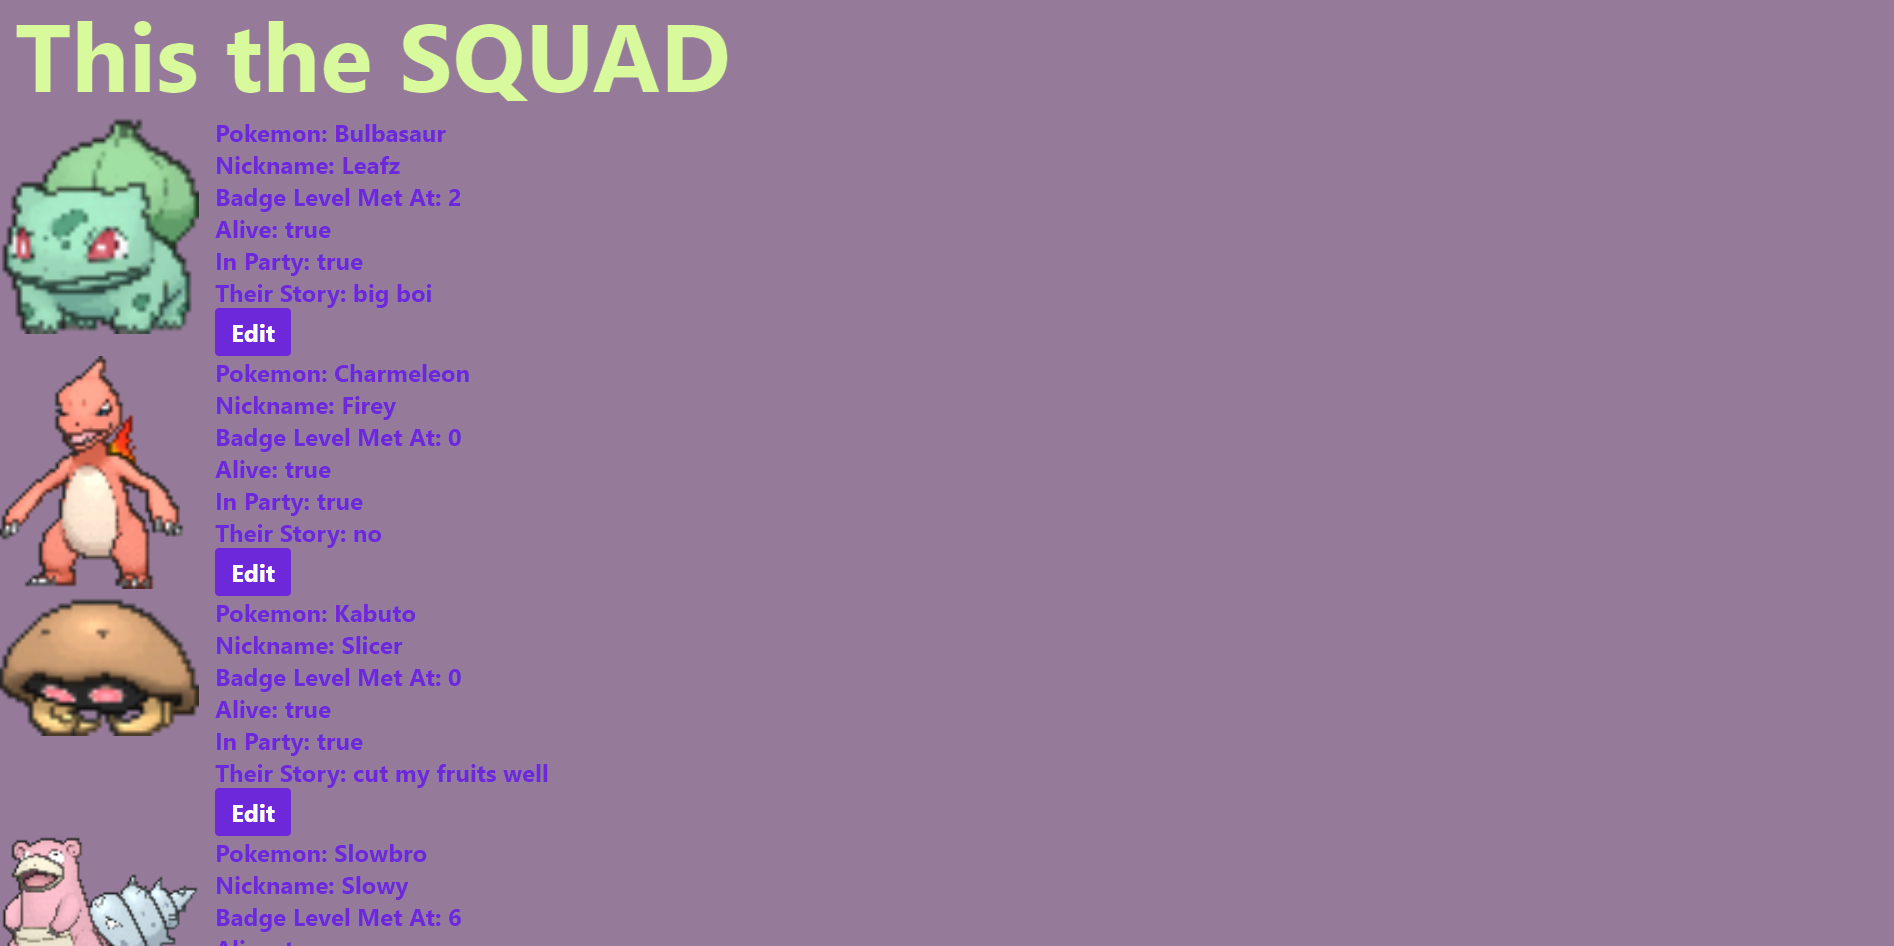 This the SQUAD
Pokemon: Bulbasaur
Nickname: Leafz
Badge Level Met At: 2
Alive: true
In Party: true
Their Story: big boi
Edit
Pokemon: Charmeleon
Nickname: Firey
Badge Level Met At: 0
Alive: true
In Party: true
Their Story: no
Edit
Pokemon: Kabuto
Nickname: Slicer
Badge Level Met At: 0
Alive: true
In Party: true
Their Story: cut my fruits well
Edit
Pokemon: Slowbro
Nickname: Slowy
Badge Level Met At: 6